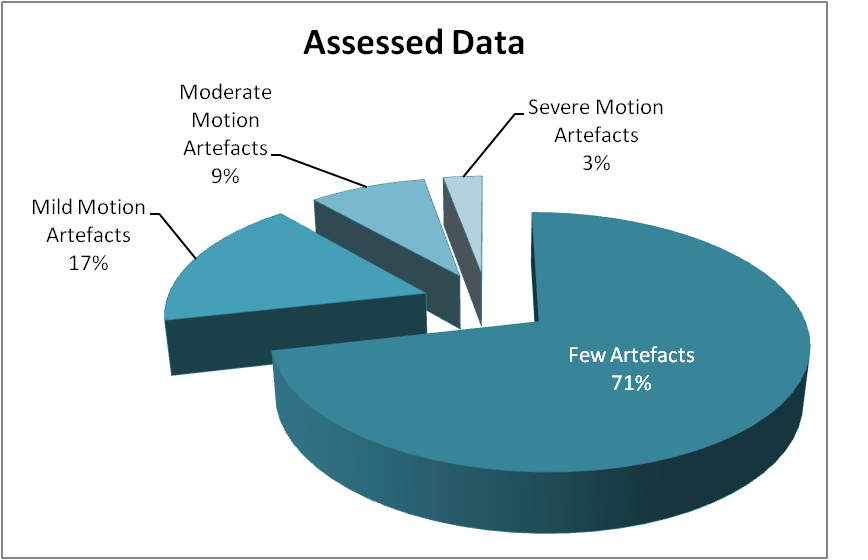 Assessed Data
Moderate
Motion
Artefacts
9%
Severe Motion
Artefacts
3%
Mild Motion
Artefacts
17%
Few Artefacts
71%